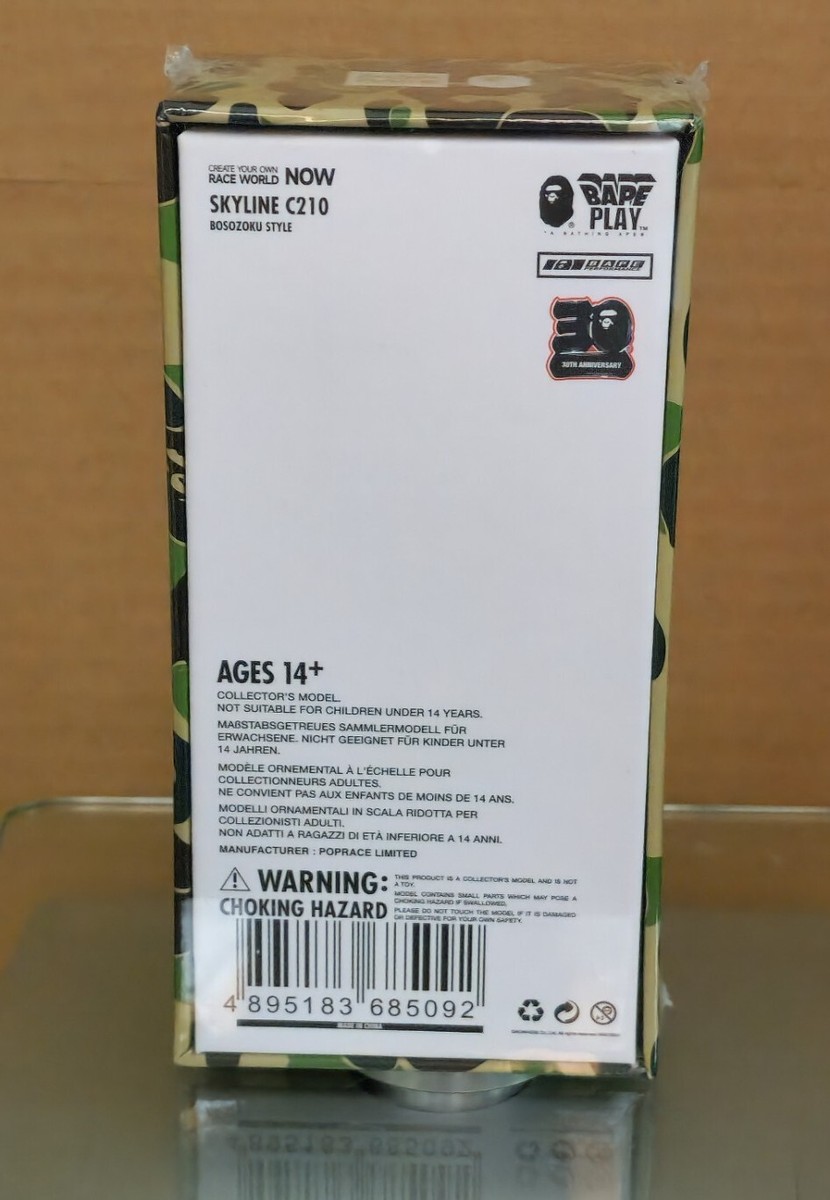 CREATE YOUR OWN
RACE WORLD NOW
SKYLINE C210
BOSOZOKU STYLE
BAPE
PLAY™
"A BATHING APE®
BAPE
PERFORMANCE
30
30TH ANNIVERSARY
AGES 14+
COLLECTOR'S MODEL.
NOT SUITABLE FOR CHILDREN UNDER 14 YEARS.
MAßSTABSGETREUES SAMMLERMODELL FÜR
ERWACHSENE. NICHT GEEIGNET FÜR KINDER UNTER
14 JAHREN.
MODÈLE ORNEMENTAL À L'ÉCHELLE POUR
COLLECTIONNEURS ADULTES.
NE CONVIENT PAS AUX ENFANTS DE MOINS DE 14 ANS.
MODELLI ORNAMENTALI IN SCALA RIDOTTA PER
COLLEZIONISTI ADULTI.
NON ADATTI A RAGAZZI DI ETÀ INFERIORE A 14 ANNI.
MANUFACTURER : POPRACE LIMITED
WARNING:
CHOKING HAZARD
THIS PRODUCT IS A COLLECTOR'S MODEL AND IS NOT
A TOY.
MODEL CONTAINS SMALL PARTS WHICH MAY POSE A
CHOKING HAZARD IF SWALLOWED.
PLEASE DO NOT TOUCH THE MODEL IF IT IS DAMAGED
OR DEFECTIVE FOR YOUR OWN SAFETY.
4 895183 685092
MADE IN CHINA